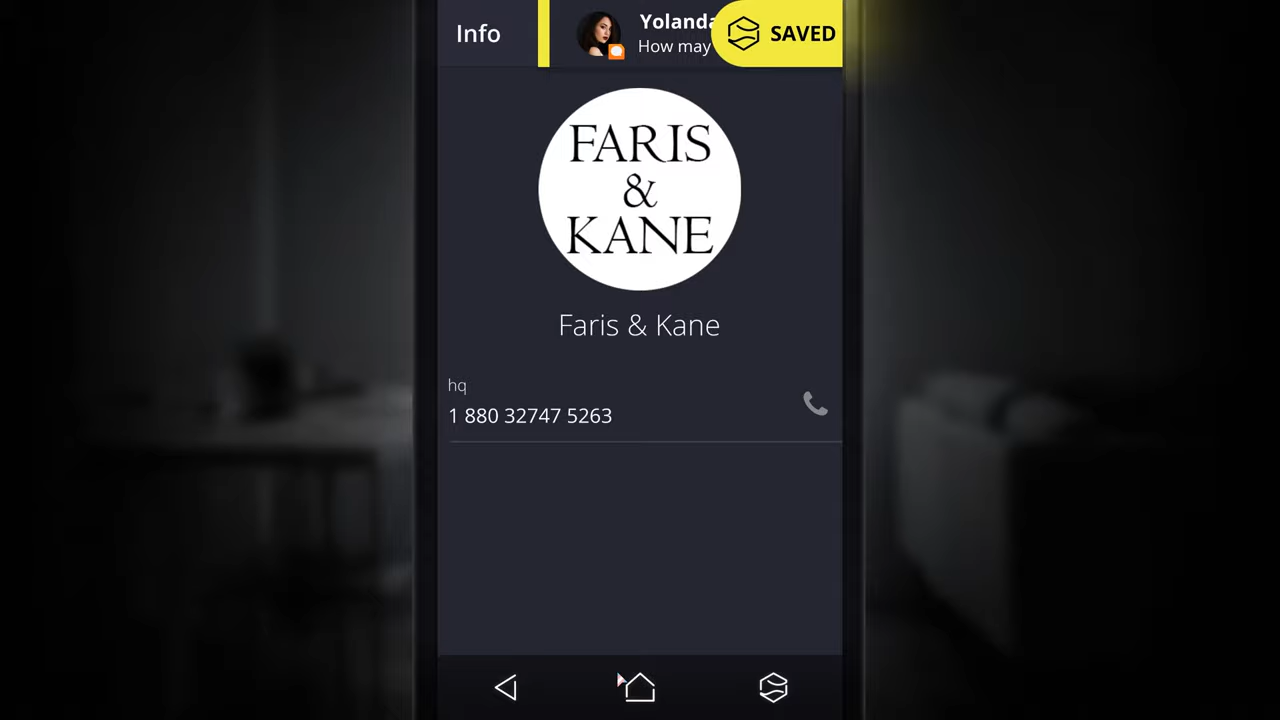 Info
Yolanda
How may
SAVED
FARIS
&
KANE
Faris & Kane
hq
1 880 32747 5263